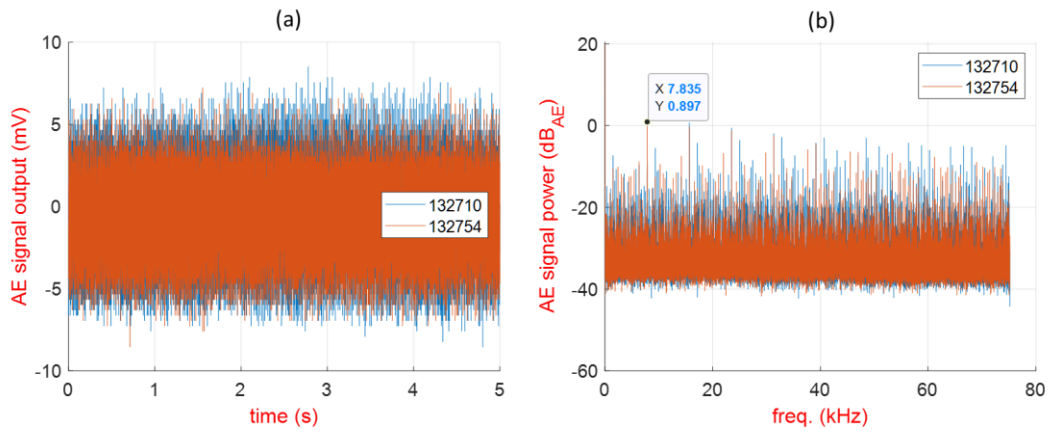 (a)
10
5
0
-5
-10
0 1 2 3 4 5
AE signal output (mV)
time (s)
132710
132754
(b)
20
0
-20
-40
-60
0 20 40 60 80
AE signal power (dB_AE)
freq. (kHz)
X 7.835
Y 0.897
132710
132754